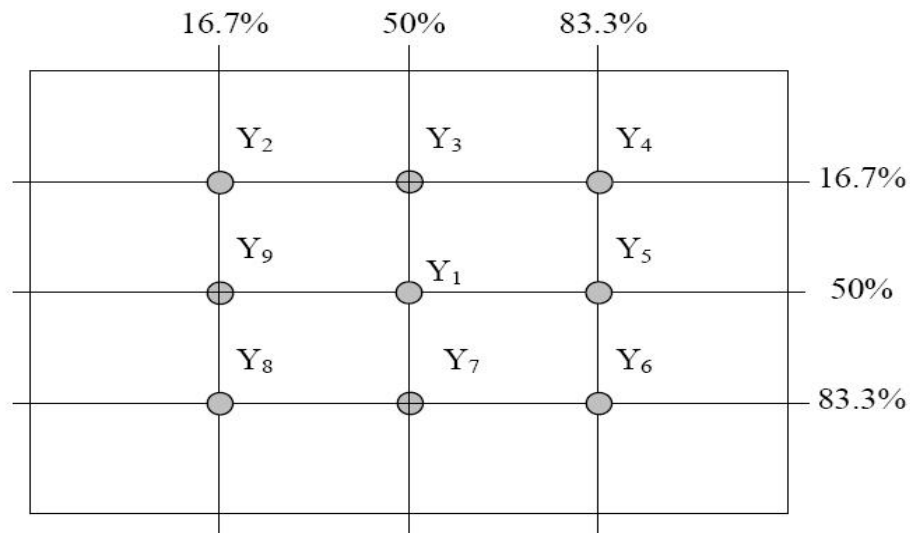 16.7% 50% 83.3%
Y₂ Y₃ Y₄
16.7%
Y₉ Y₁ Y₅
50%
Y₈ Y₇ Y₆
83.3%